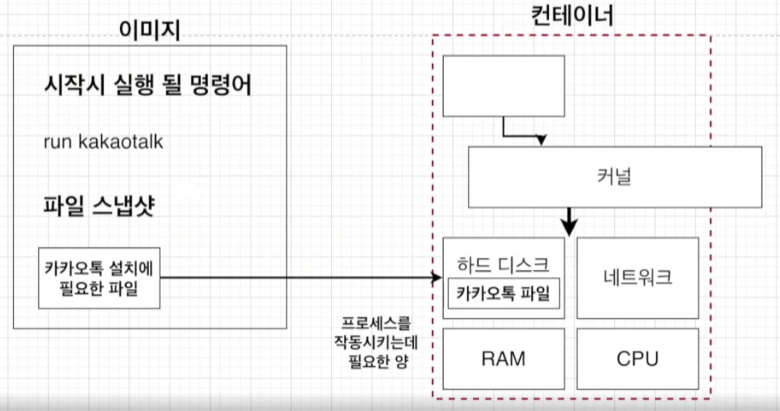 이미지
시작시 실행 될 명령어
run kakaotalk
파일 스냅샷
카카오톡 설치에
필요한 파일
컨테이너
커널
하드 디스크
카카오톡 파일
네트워크
프로세스를
작동시키는데
필요한 양
RAM
CPU